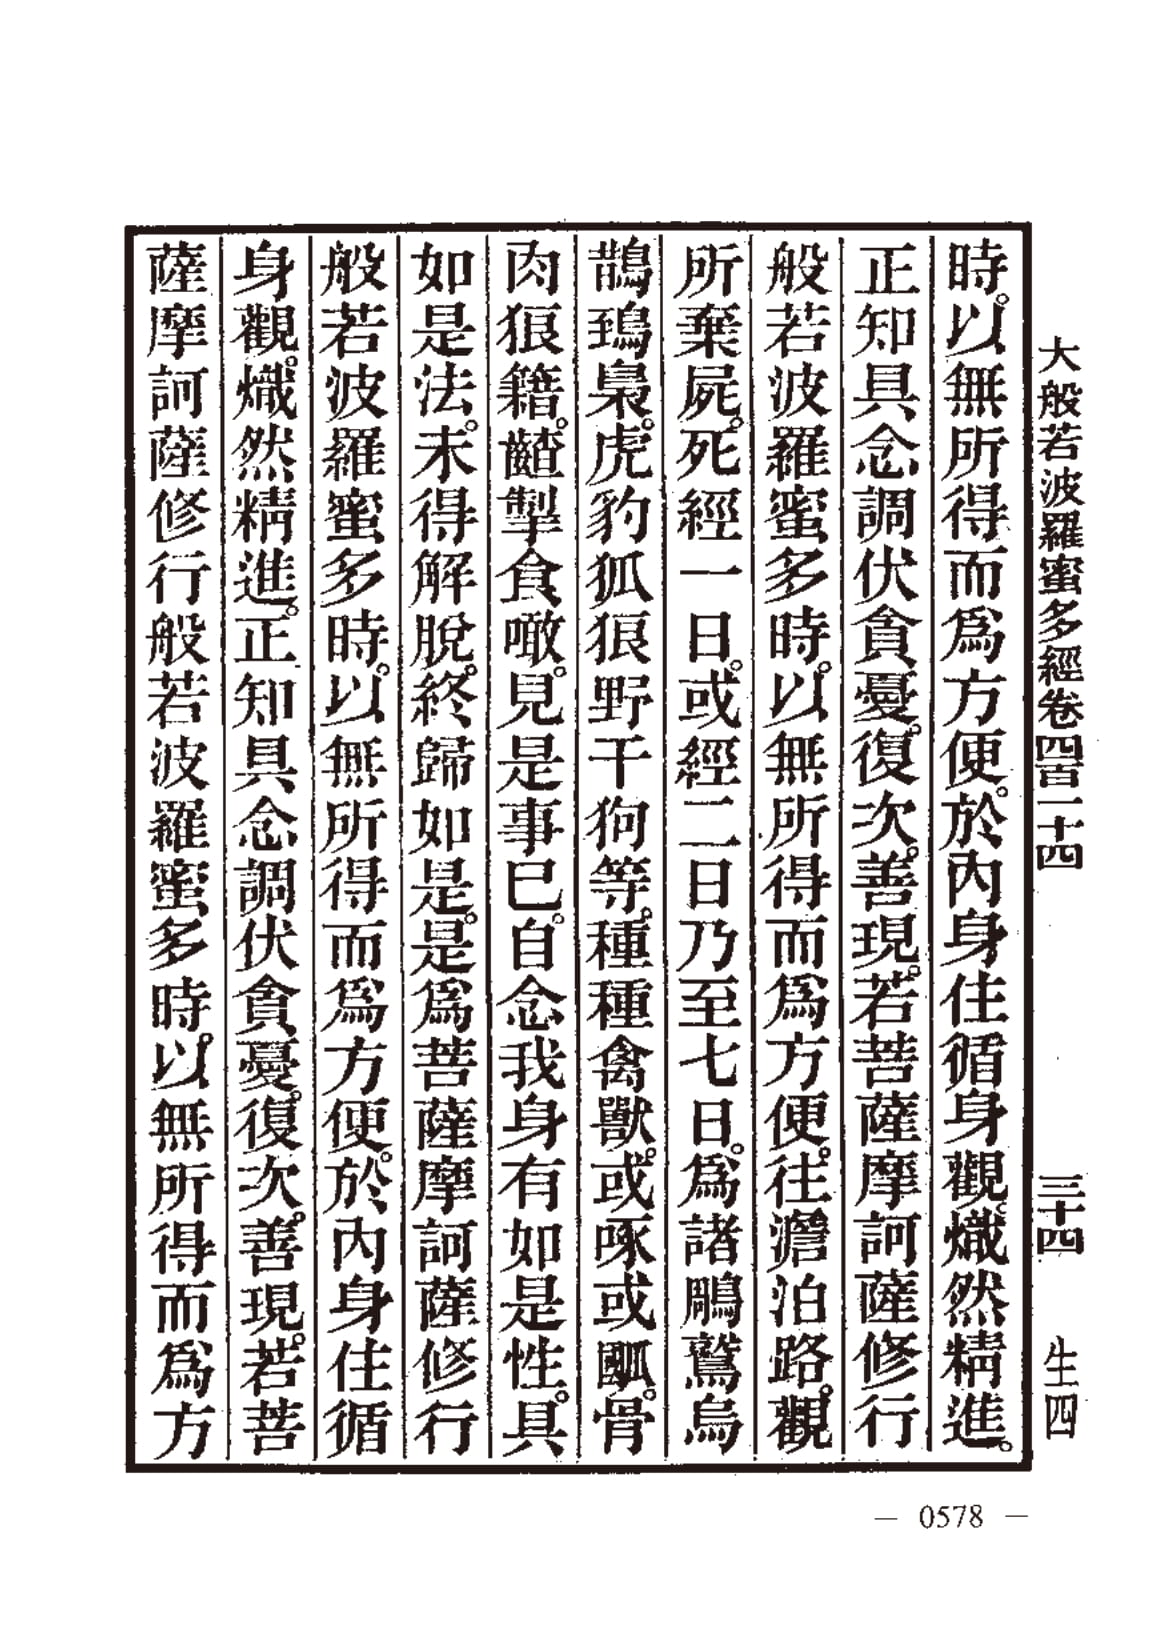 大般若波羅蜜多經卷四百二十四　三十四　生四
時。以無所得而爲方便。於內身住循身觀。熾然精進。
正知具念調伏貪憂。復次。善現。若菩薩摩訶薩修行
般若波羅蜜多時。以無所得而爲方便。往澹泊路。觀
所棄屍。死經一日。或經二日乃至七日。爲諸鵰鷲烏
鵲鵄梟。虎豹狐狼野干狗等。種種禽獸。或啄或㕞。骨
肉狼籍。齰掣食噉。見是事已。自念我身有如是性。具
如是法。未得解脫。終歸如是。是爲菩薩摩訶薩修行
般若波羅蜜多時。以無所得而爲方便。於內身住循
身觀。熾然精進。正知具念調伏貪憂。復次。善現。若菩
薩摩訶薩修行般若波羅蜜多時。以無所得而爲方
— 0578 —